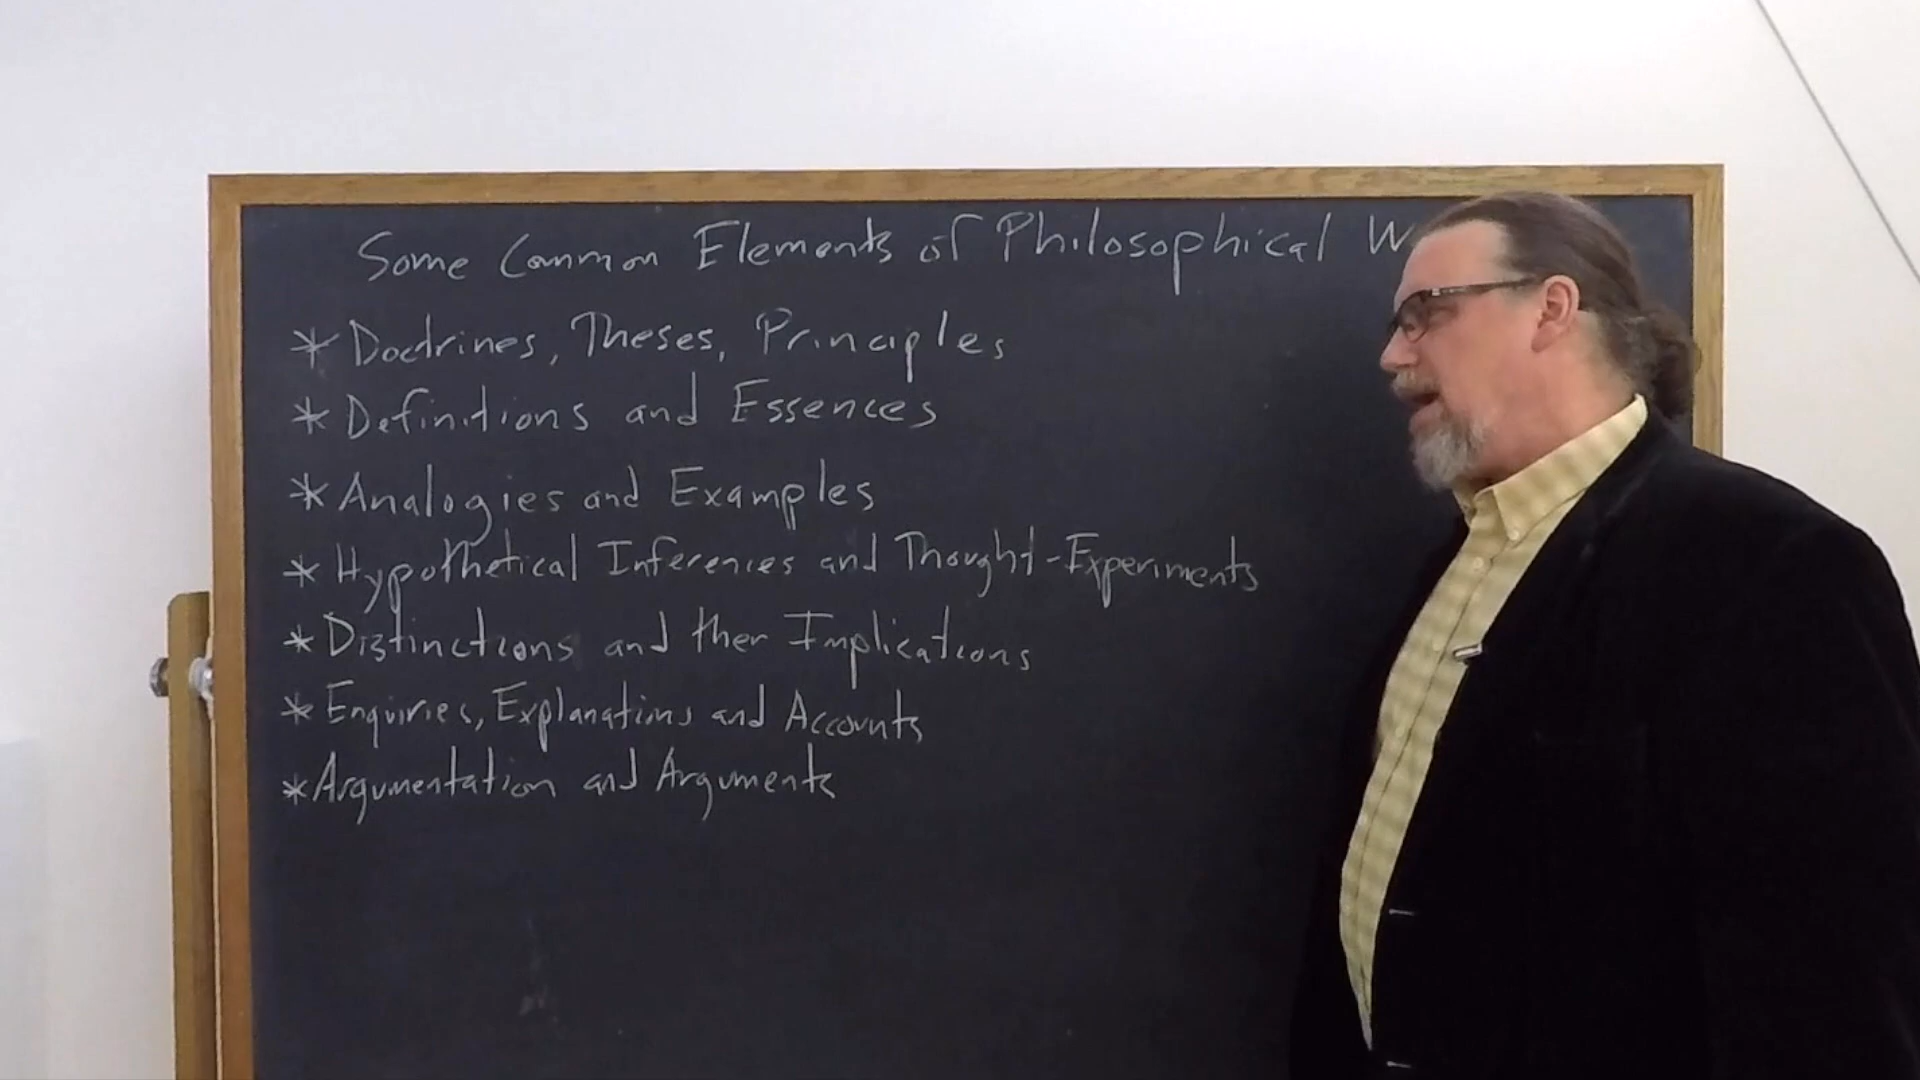 Some Common Elements of Philosophical W
* Doctrines, Theses, Principles
* Definitions and Essences
* Analogies and Examples
* Hypothetical Inferences and Thought-Experiments
* Distinctions and their Implications
* Enquiries, Explanations and Accounts
* Argumentation and Arguments